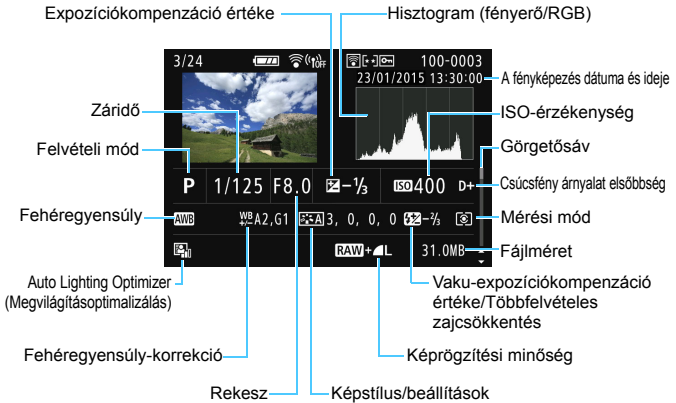 Expozíciókompenzáció értéke
Hisztogram (fényerő/RGB)
3/24
OFF
100-0003
23/01/2015 13:30:00
A fényképezés dátuma és ideje
Záridő
ISO-érzékenység
Felvételi mód
Görgetősáv
P 1/125 F8.0 -1/3 ISO 400 D+
Csúcsfény árnyalat elsőbbség
Fehéregyensúly
AWB WB +/- A2,G1 A 3, 0, 0, 0 -2/3
Mérési mód
RAW+L 31.0MB
Fájlméret
Auto Lighting Optimizer
(Megvilágításoptimalizálás)
Vaku-expozíciókompenzáció
értéke/Többfelvételes
zajcsökkentés
Fehéregyensúly-korrekció
Képrögzítési minőség
Rekesz
Képstílus/beállítások